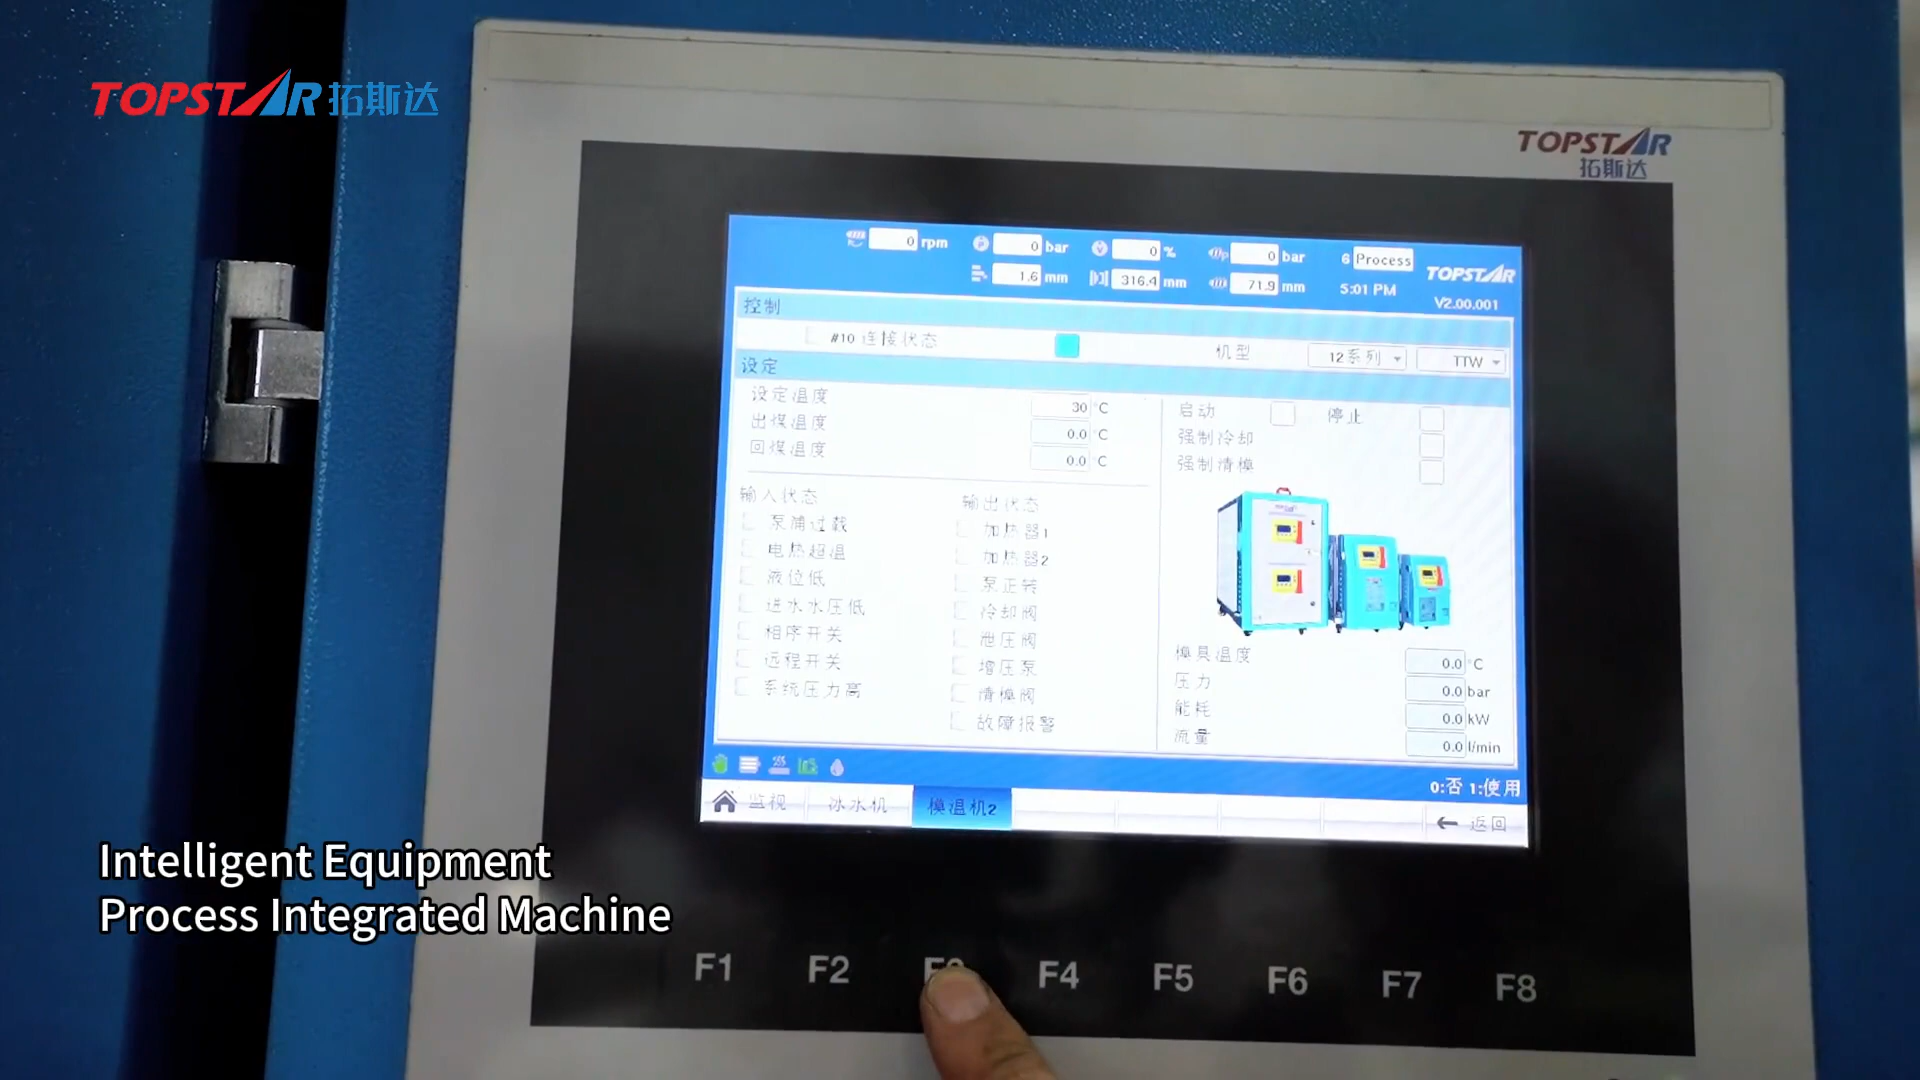 TOPSTAR 拓斯达
TOPSTAR
拓斯达
0 rpm 0 bar 0 % 0 bar 6 Process
1.6 mm 316.4 mm 71.9 mm 5:01 PM
TOPSTAR
V2.00.001
控制
#10 连接状态 机型 12系列 TTW
设定
设定温度 30 °C
出煤温度 0.0 °C
回煤温度 0.0 °C
启动 停止
强制冷却
强制清模
输入状态
泵浦过载
电热超温
液位低
进水水压低
相序开关
远程开关
系统压力高
输出状态
加热器1
加热器2
泵正转
冷却阀
泄压阀
增压泵
清模阀
故障报警
模具温度 0.0 °C
压力 0.0 bar
能耗 0.0 kW
流量 0.0 l/min
0:否 1:使用
监视 冰水机 模温机2 返回
Intelligent Equipment
Process Integrated Machine
F1 F2 F3 F4 F5 F6 F7 F8